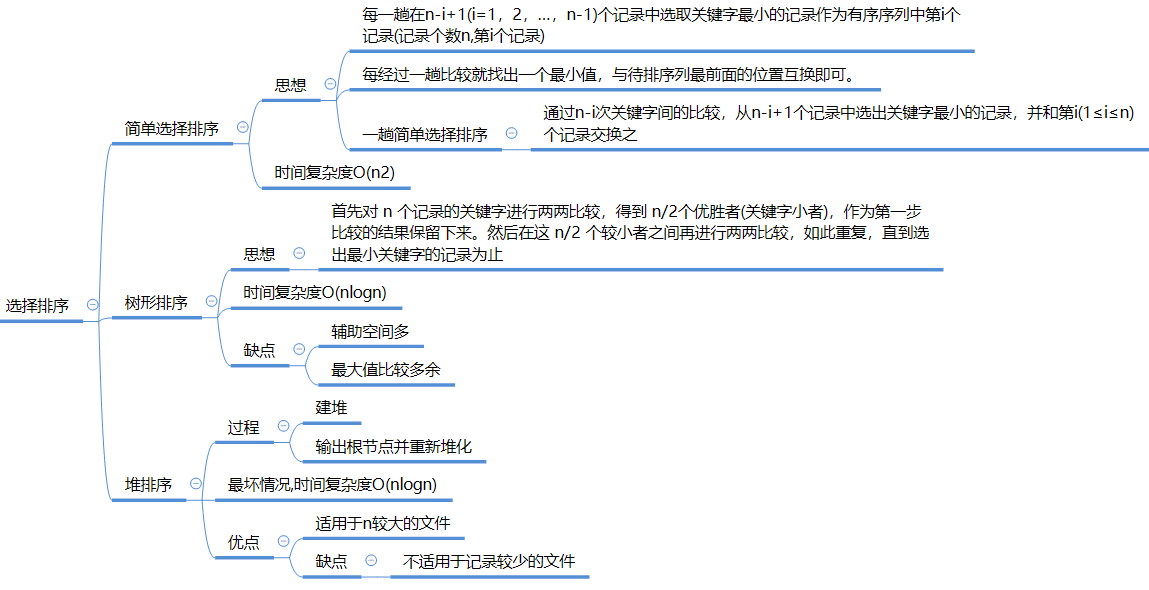 每一趟在n-i+1(i=1，2，…，n-1)个记录中选取关键字最小的记录作为有序序列中第i个
记录(记录个数n,第i个记录)
思想
每经过一趟比较就找出一个最小值，与待排序列最前面的位置互换即可。
简单选择排序
一趟简单选择排序
通过n-i次关键字间的比较，从n-i+1个记录中选出关键字最小的记录，并和第i(1≤i≤n)
个记录交换之
时间复杂度O(n2)
首先对 n 个记录的关键字进行两两比较，得到 n/2个优胜者(关键字小者)，作为第一步
比较的结果保留下来。然后在这 n/2 个较小者之间再进行两两比较，如此重复，直到选
出最小关键字的记录为止
思想
选择排序
树形排序
时间复杂度O(nlogn)
缺点
辅助空间多
最大值比较多余
过程
建堆
输出根节点并重新堆化
堆排序
最坏情况,时间复杂度O(nlogn)
优点
适用于n较大的文件
缺点
不适用于记录较少的文件